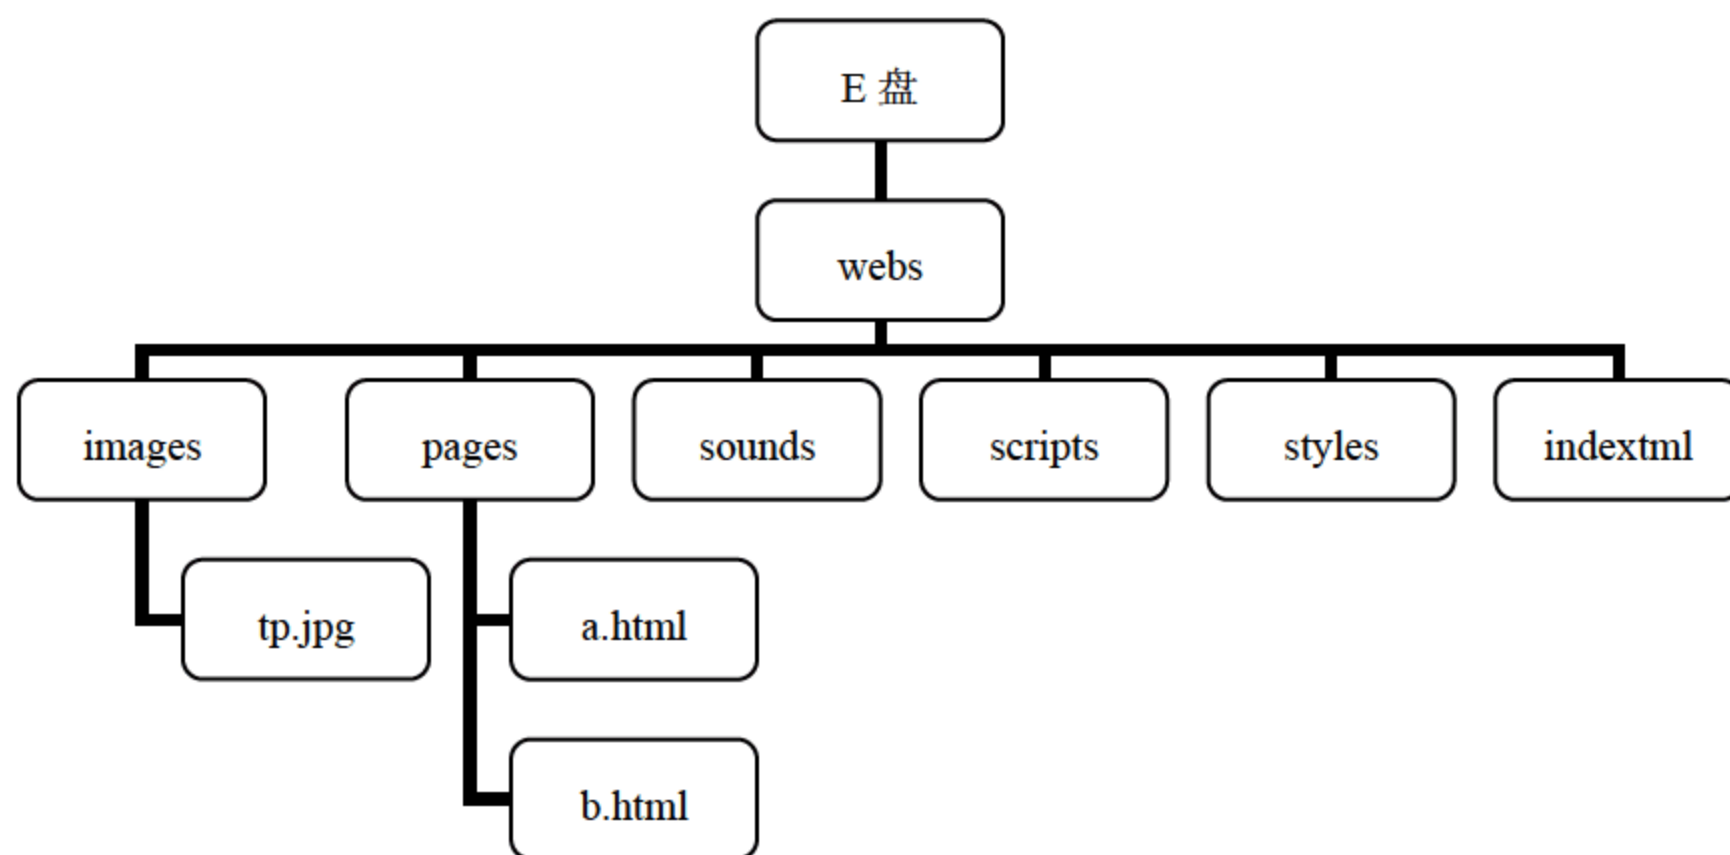 E 盘
webs
images
pages
sounds
scripts
styles
indextml
tp.jpg
a.html
b.html